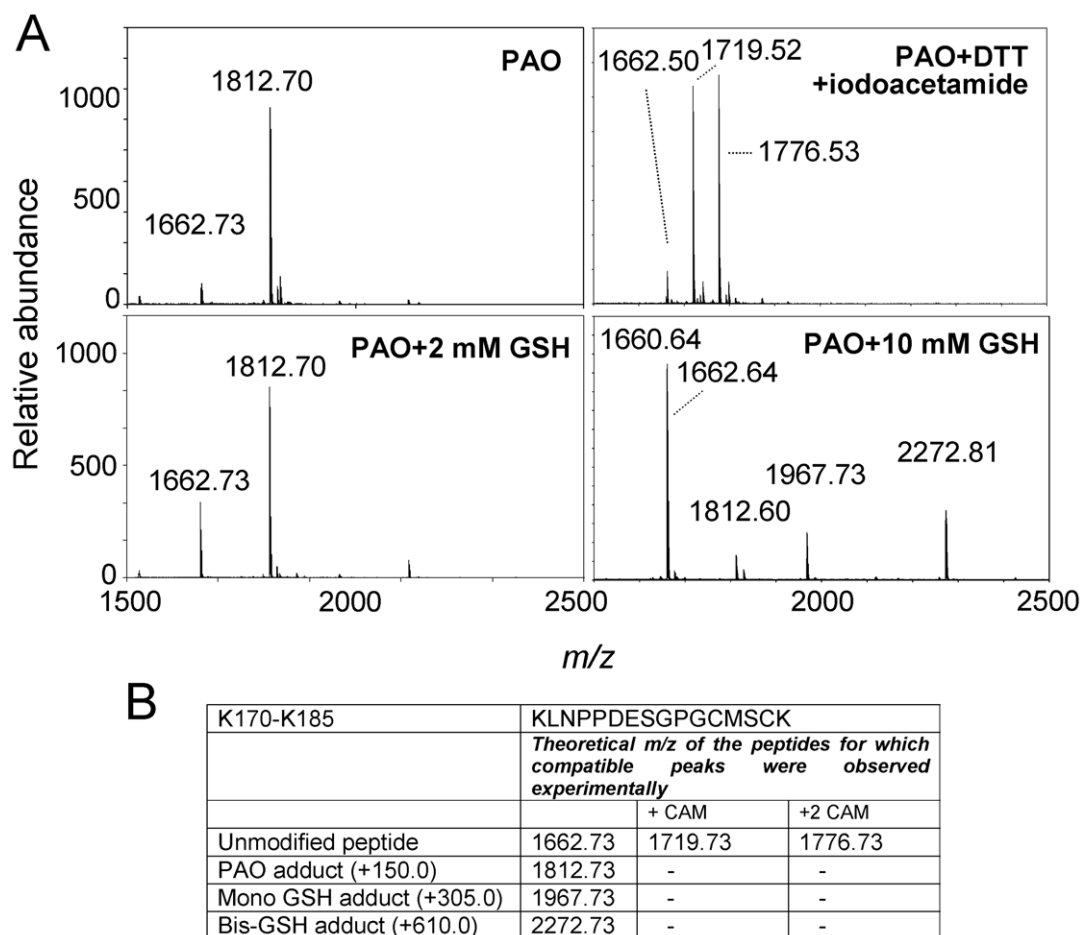 A
PAO
1812.70
1662.73
1000
500
0
PAO+DTT
+iodoacetamide
1662.50
1719.52
1776.53
Relative abundance
PAO+2 mM GSH
1812.70
1662.73
1000
500
0
1500
2000
2500
PAO+10 mM GSH
1660.64
1662.64
1812.60
1967.73
2272.81
2000
2500
m/z
B
K170-K185 KLNPPDESGPGCMSCK
Theoretical m/z of the peptides for which
compatible peaks were observed
experimentally
+ CAM +2 CAM
Unmodified peptide 1662.73 1719.73 1776.73
PAO adduct (+150.0) 1812.73 - -
Mono GSH adduct (+305.0) 1967.73 - -
Bis-GSH adduct (+610.0) 2272.73 - -